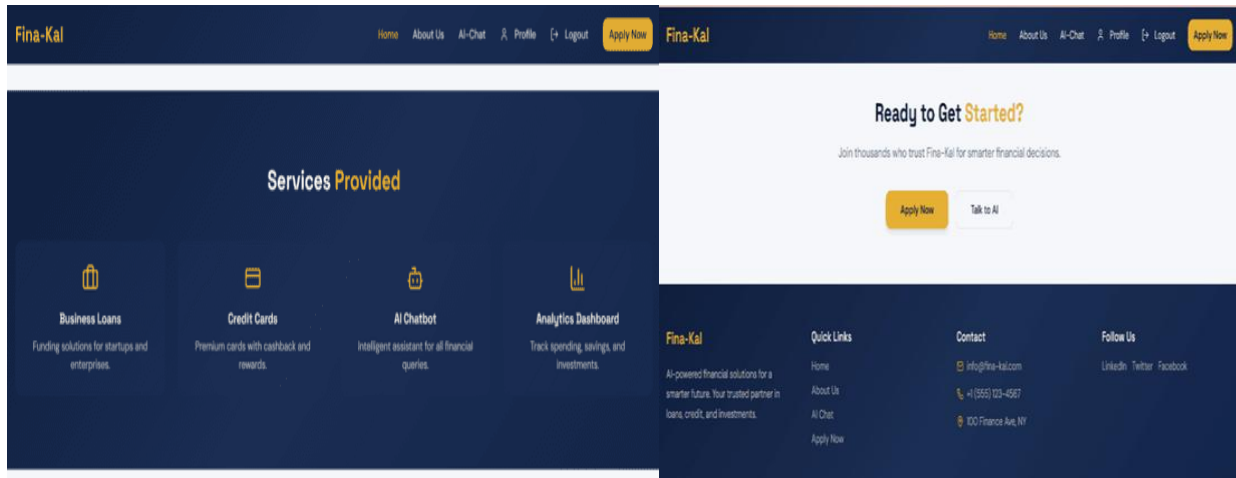 Fina-Kal
Home About Us AI-Chat Profile Logout Apply Now
Services Provided
Business Loans
Funding solutions for startups and
enterprises.
Credit Cards
Premium cards with cashback and
rewards.
AI Chatbot
Intelligent assistant for all financial
queries.
Analytics Dashboard
Track spending, savings, and
investments.
Fina-Kal
Home About Us AI-Chat Profile Logout Apply Now
Ready to Get Started?
Join thousands who trust Fina-Kal for smarter financial decisions.
Apply Now Talk to AI
Fina-Kal
AI-powered financial solutions for a
smarter future. Your trusted partner in
loans, credit, and investments.
Quick Links
Home
About Us
AI Chat
Apply Now
Contact
info@fina-kal.com
+1 (555) 123-4567
100 Finance Ave, NY
Follow Us
LinkedIn Twitter Facebook